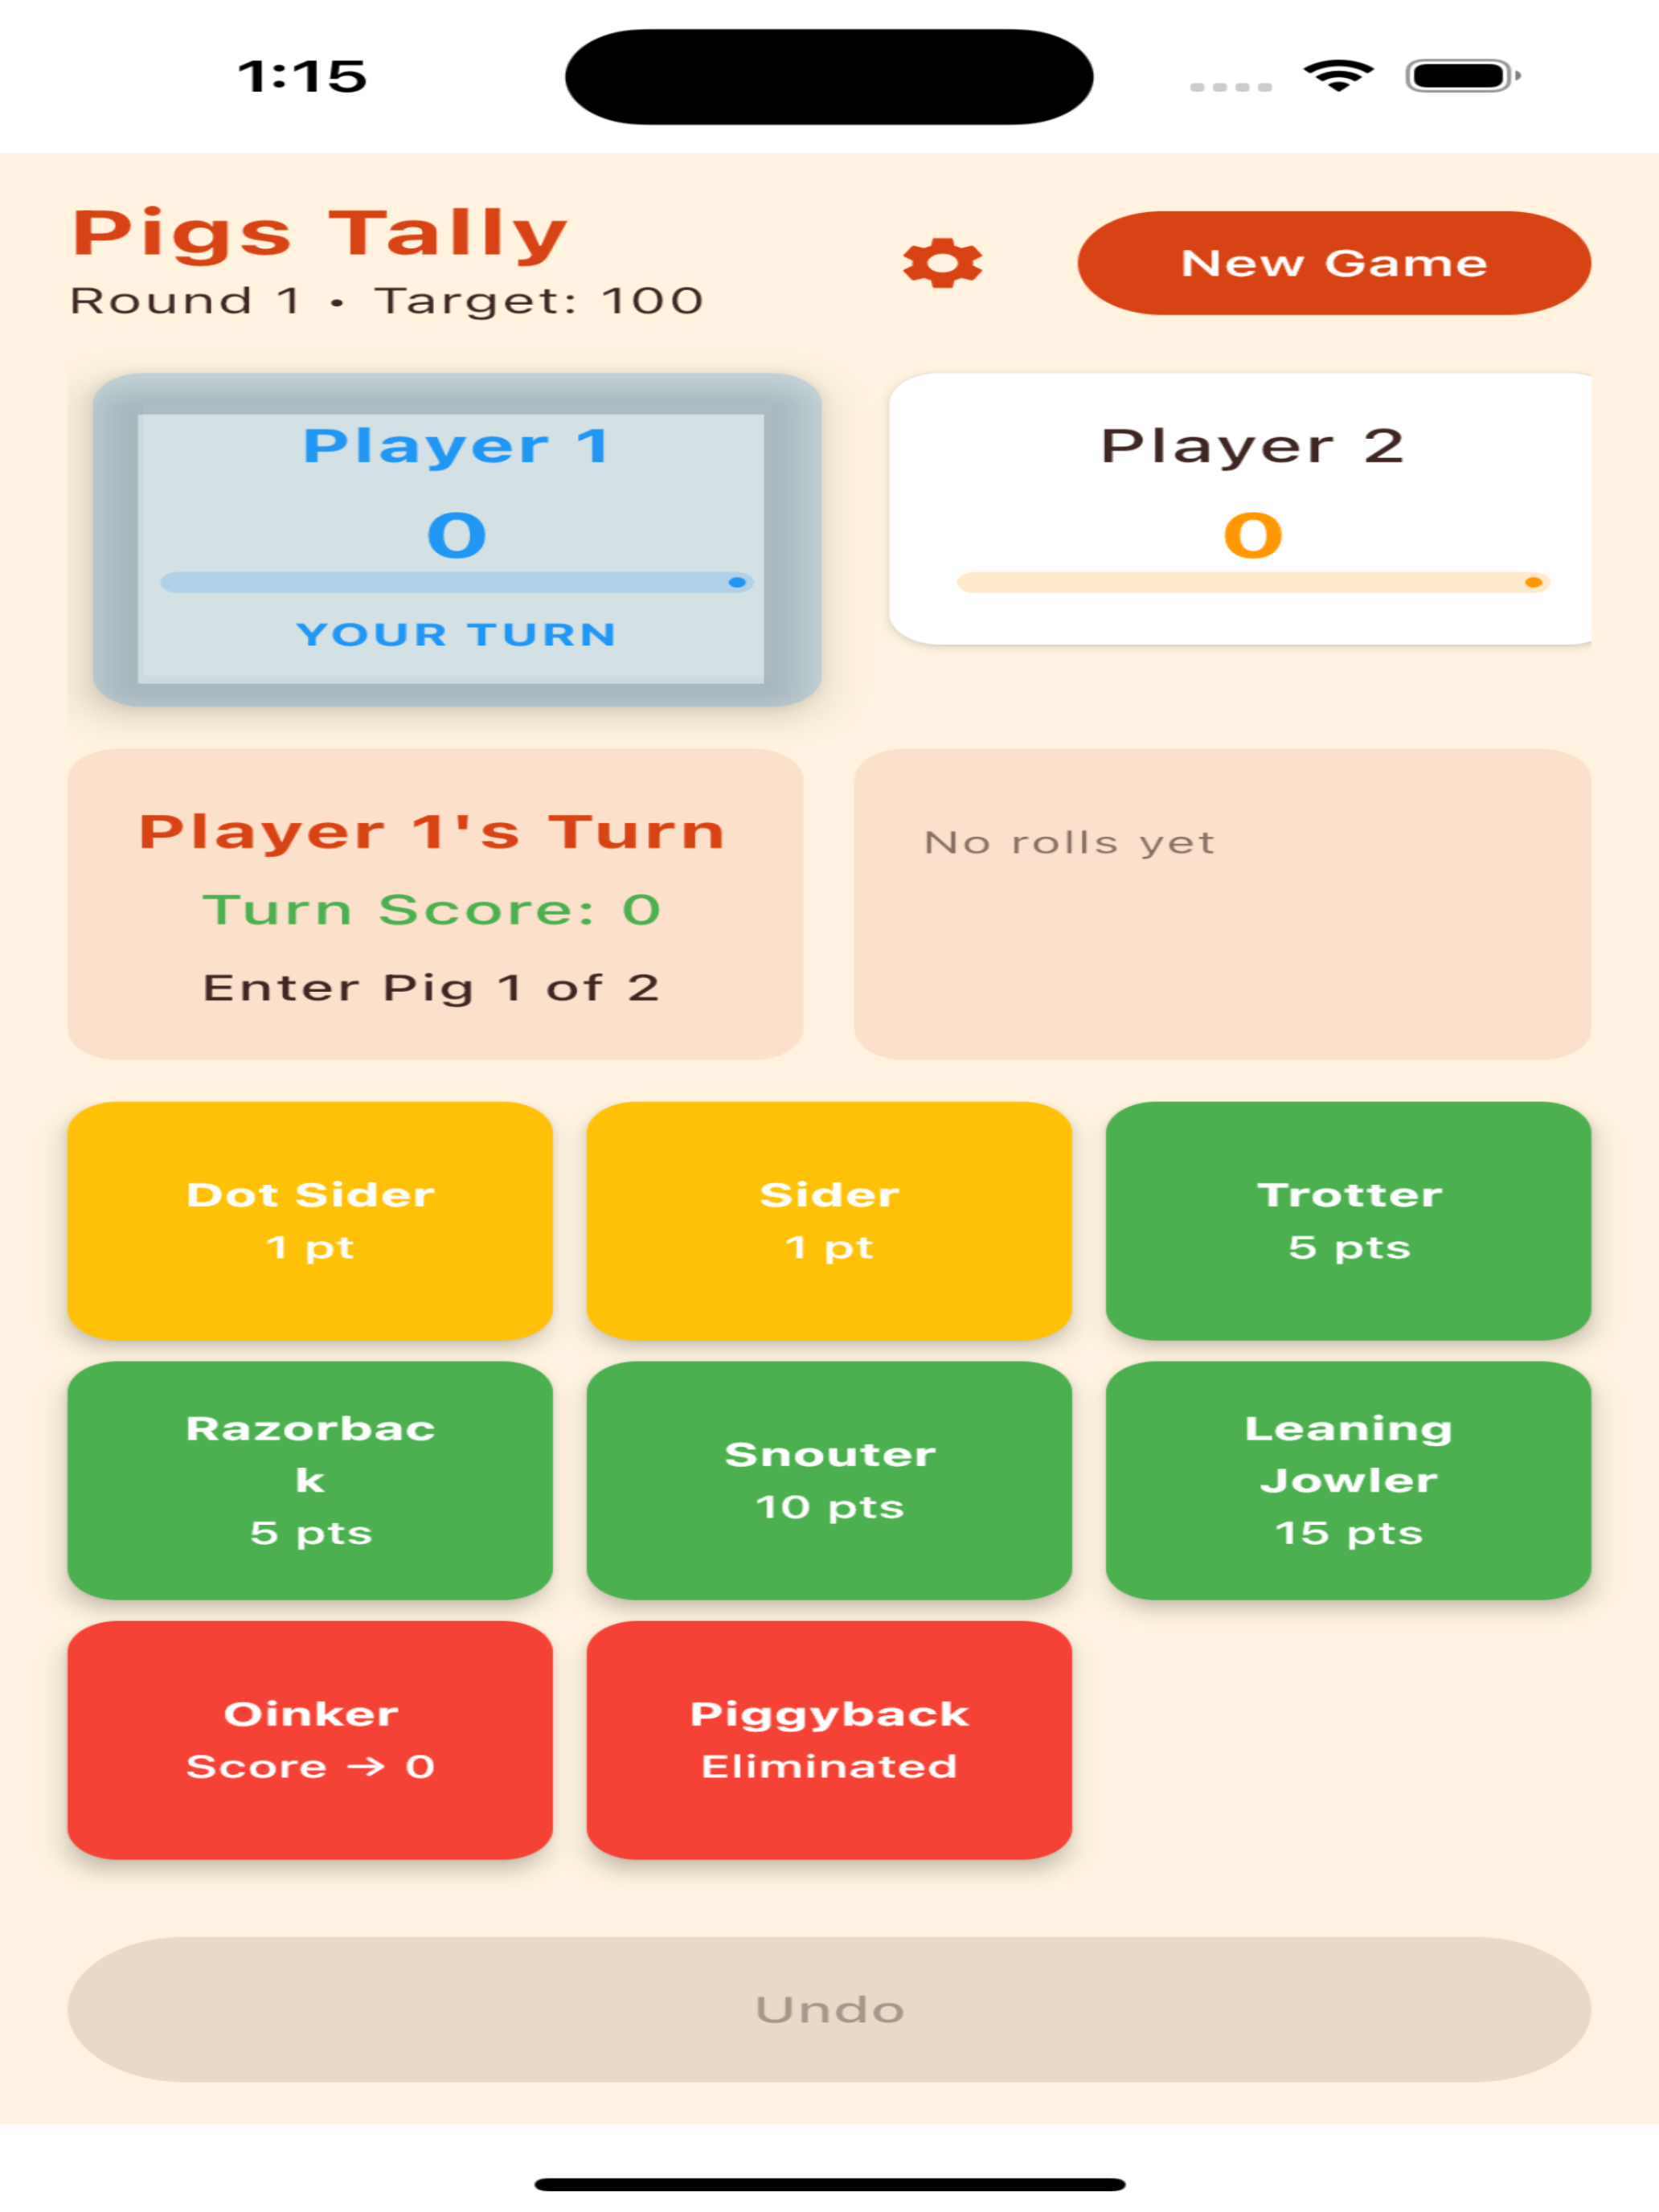 1:15
Pigs Tally
Round 1 • Target: 100
New Game
Player 1
0
YOUR TURN
Player 2
0
Player 1's Turn
Turn Score: 0
Enter Pig 1 of 2
No rolls yet
Dot Sider
1 pt
Sider
1 pt
Trotter
5 pts
Razorbac
k
5 pts
Snouter
10 pts
Leaning
Jowler
15 pts
Oinker
Score → 0
Piggyback
Eliminated
Undo